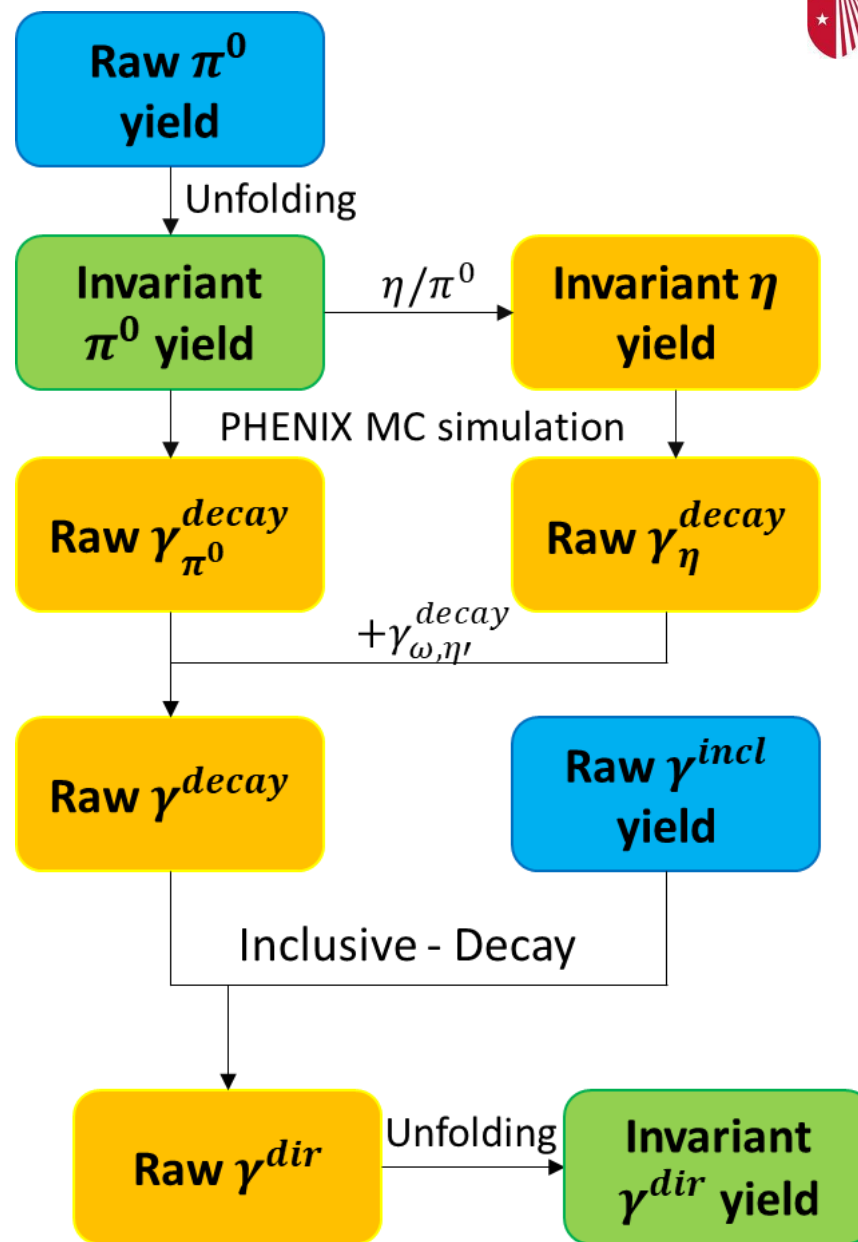 Raw π⁰
yield
Unfolding
Invariant
π⁰ yield
η/π⁰
Invariant η
yield
PHENIX MC simulation
Raw γ_{π⁰}^{decay}
Raw γ_{η}^{decay}
+γ_{ω,η′}^{decay}
Raw γ^{decay}
Raw γ^{incl}
yield
Inclusive - Decay
Raw γ^{dir}
Unfolding
Invariant
γ^{dir} yield